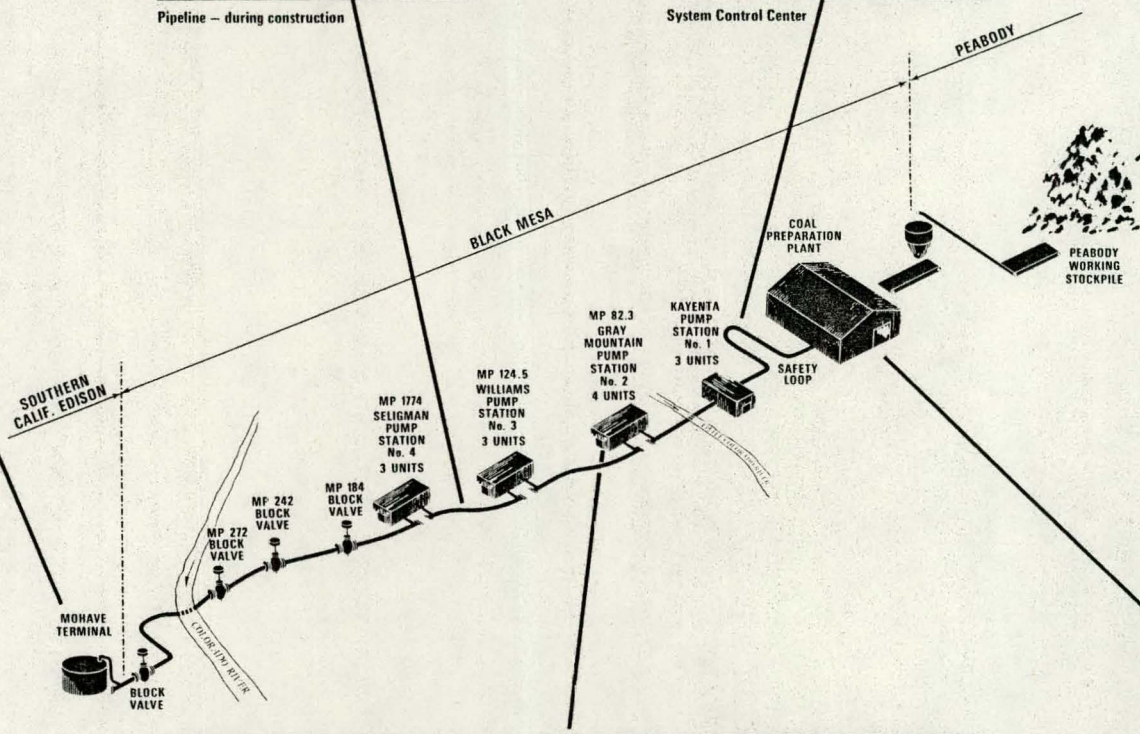 Pipeline – during construction
System Control Center
PEABODY
BLACK MESA
SOUTHERN
CALIF. EDISON
COAL
PREPARATION
PLANT
PEABODY
WORKING
STOCKPILE
KAYENTA
PUMP
STATION
No. 1
3 UNITS
SAFETY
LOOP
MP 82.3
GRAY
MOUNTAIN
PUMP
STATION
No. 2
4 UNITS
LITTLE COLORADO RIVER
MP 124.5
WILLIAMS
PUMP
STATION
No. 3
3 UNITS
MP 1774
SELIGMAN
PUMP
STATION
No. 4
3 UNITS
MP 184
BLOCK
VALVE
MP 242
BLOCK
VALVE
MP 272
BLOCK
VALVE
COLORADO RIVER
MOHAVE
TERMINAL
BLOCK
VALVE